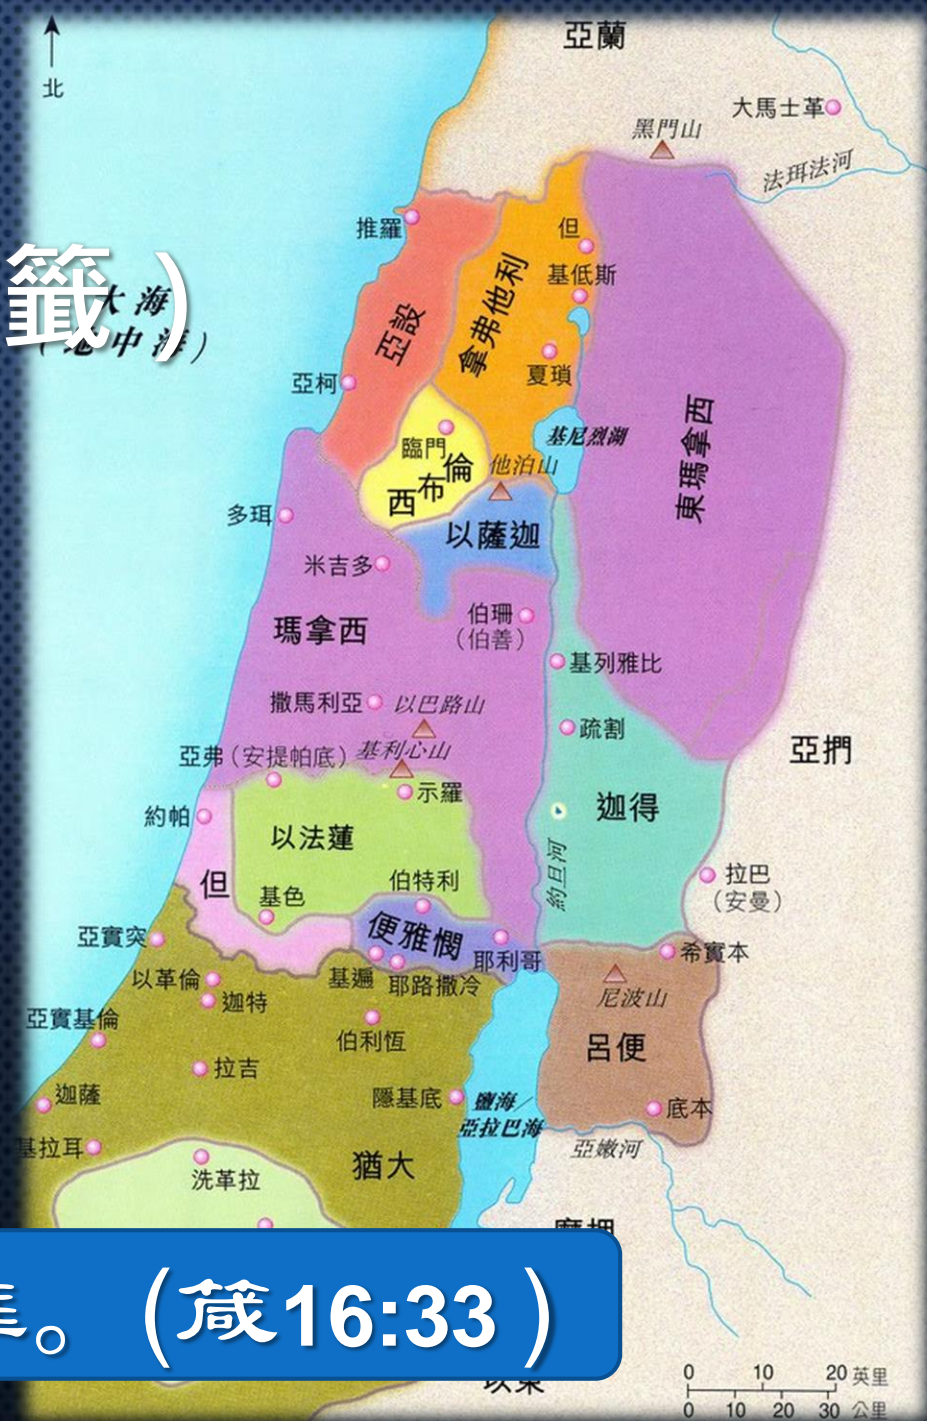 亞蘭
北
大馬士革
黑門山
法珥法河
推羅
但
基低斯
籤)
大海
(地中海)
亞設
拿弗他利
夏瑣
亞柯
東瑪拿西
基尼烈湖
臨門
西布倫
他泊山
多珥
以薩迦
米吉多
瑪拿西
伯珊
(伯善)
基列雅比
撒馬利亞
以巴路山
疏割
亞捫
亞弗(安提帕底)
基利心山
示羅
約帕
迦得
以法蓮
約旦河
但
基色
伯特利
拉巴
(安曼)
便雅憫
亞實突
耶利哥
希實本
以革倫
基遍
耶路撒冷
迦特
尼波山
亞實基倫
伯利恆
呂便
拉吉
迦薩
隱基底
鹽海/
亞拉巴海
底本
基拉耳
亞嫩河
洗革拉
猶大
摩押
。(箴16:33)
以東
0 10 20 英里
0 10 20 30 公里